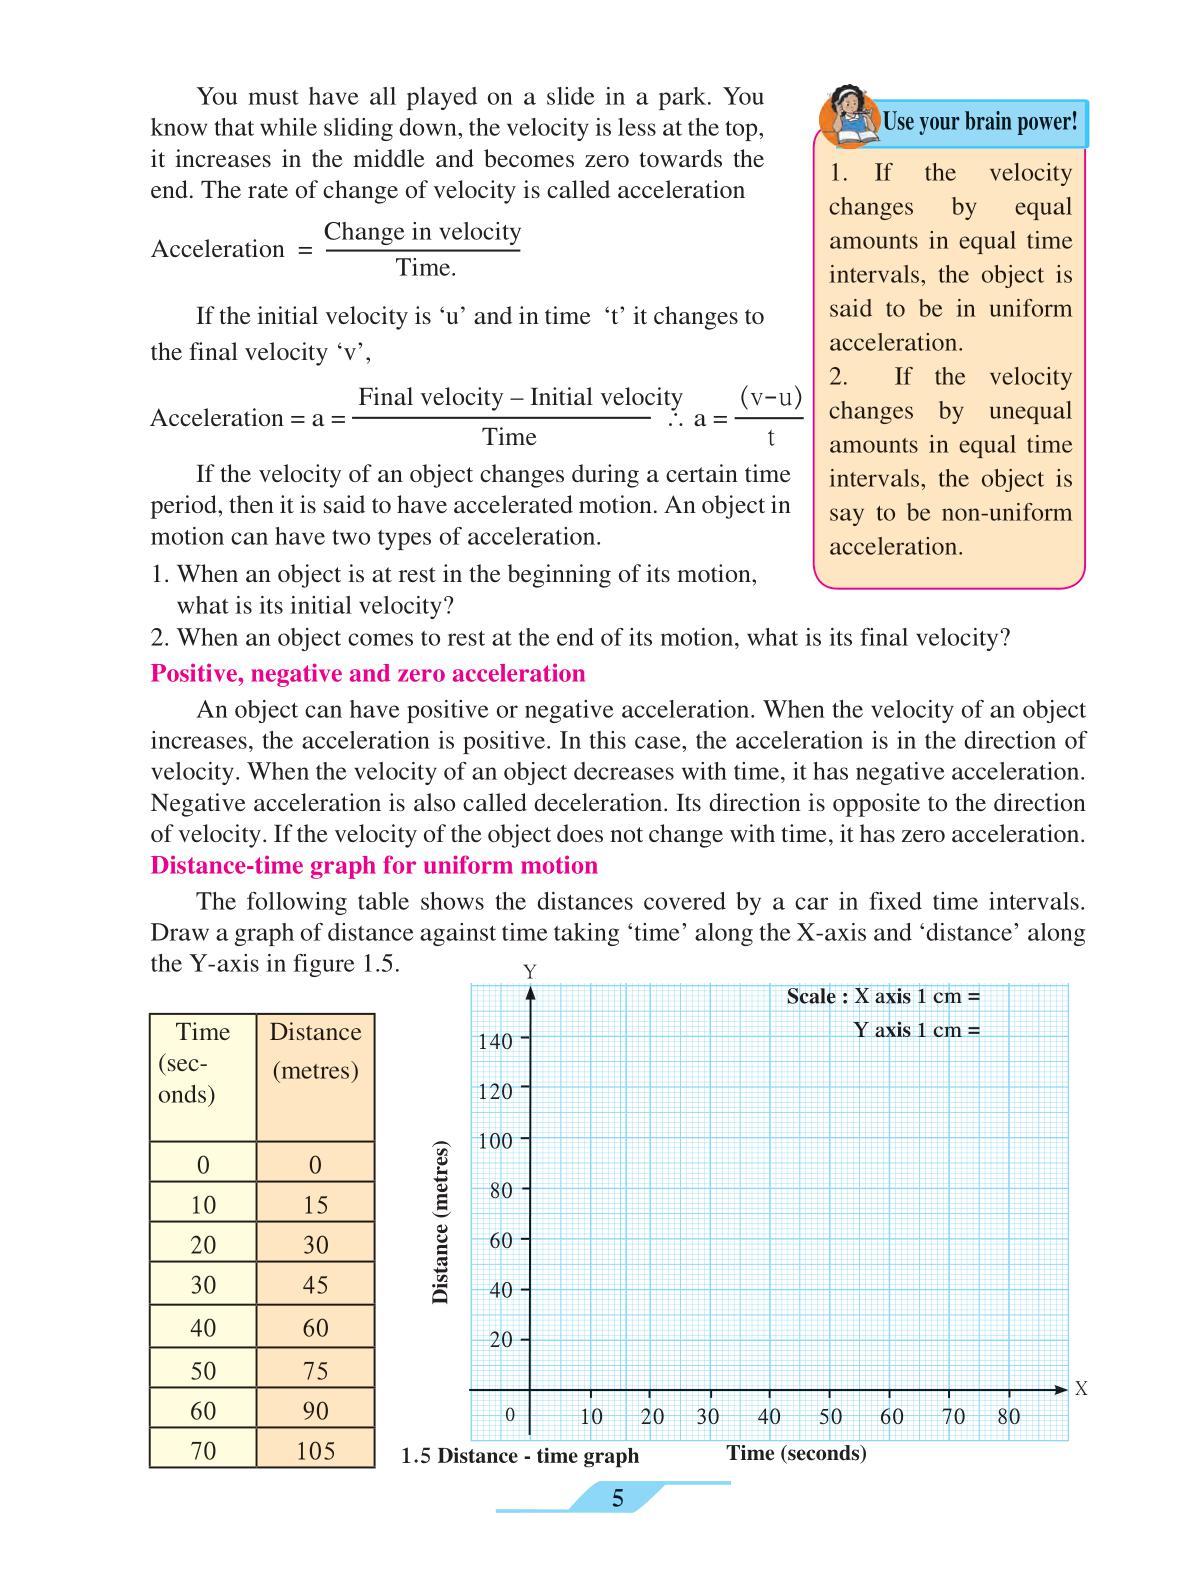 You must have all played on a slide in a park. You
know that while sliding down, the velocity is less at the top,
it increases in the middle and becomes zero towards the
end. The rate of change of velocity is called acceleration
Acceleration = Change in velocity
Time.
If the initial velocity is ‘u’ and in time ‘t’ it changes to
the final velocity ‘v’,
Acceleration = a = Final velocity – Initial velocity ∴ a = (v-u)
Time t
If the velocity of an object changes during a certain time
period, then it is said to have accelerated motion. An object in
motion can have two types of acceleration.
1. When an object is at rest in the beginning of its motion,
what is its initial velocity?
2. When an object comes to rest at the end of its motion, what is its final velocity?
Use your brain power!
1. If the velocity
changes by equal
amounts in equal time
intervals, the object is
said to be in uniform
acceleration.
2. If the velocity
changes by unequal
amounts in equal time
intervals, the object is
say to be non-uniform
acceleration.
Positive, negative and zero acceleration
An object can have positive or negative acceleration. When the velocity of an object
increases, the acceleration is positive. In this case, the acceleration is in the direction of
velocity. When the velocity of an object decreases with time, it has negative acceleration.
Negative acceleration is also called deceleration. Its direction is opposite to the direction
of velocity. If the velocity of the object does not change with time, it has zero acceleration.
Distance-time graph for uniform motion
The following table shows the distances covered by a car in fixed time intervals.
Draw a graph of distance against time taking ‘time’ along the X-axis and ‘distance’ along
the Y-axis in figure 1.5.
Time Distance
(sec- (metres)
onds)
0 0
10 15
20 30
30 45
40 60
50 75
60 90
70 105
Y
Scale : X axis 1 cm =
Y axis 1 cm =
140
120
100
80
60
40
20
Distance (metres)
X
0 10 20 30 40 50 60 70 80
1.5 Distance - time graph
Time (seconds)
5